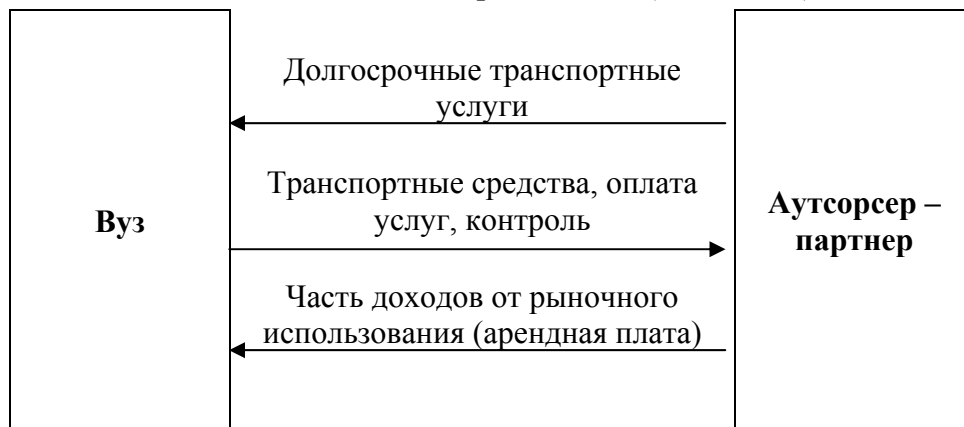 Долгосрочные транспортные
услуги
Транспортные средства, оплата
услуг, контроль
Вуз
Аутсорсер –
партнер
Часть доходов от рыночного
использования (арендная плата)